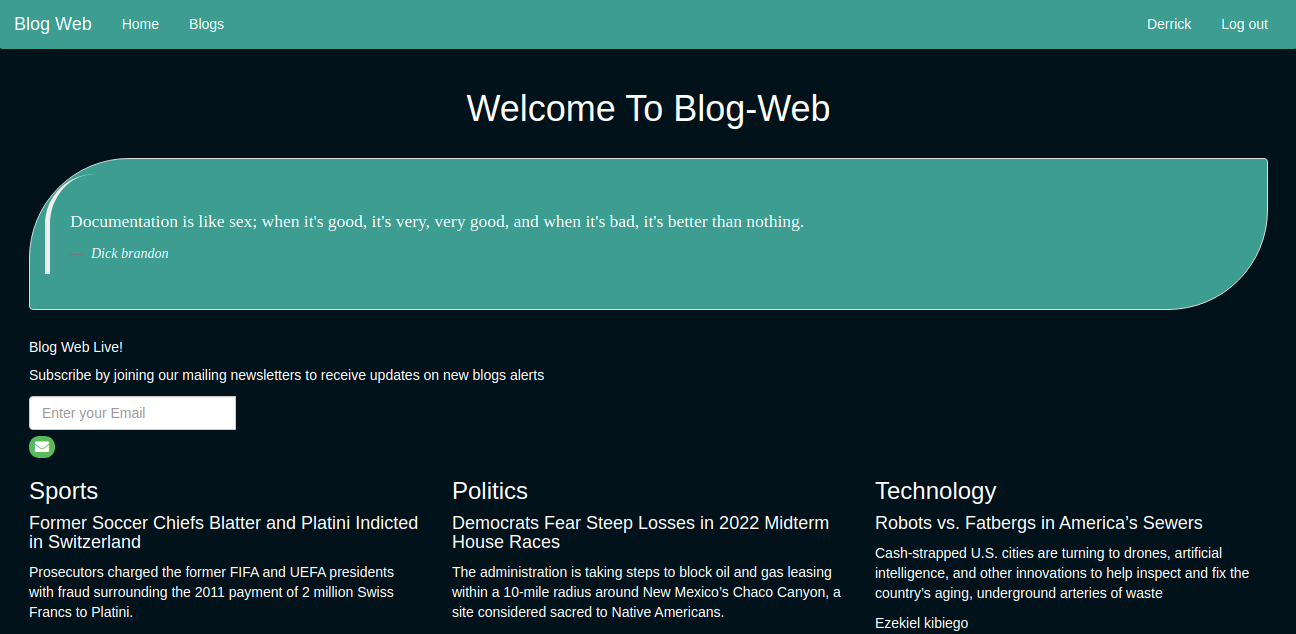 Blog Web Home Blogs Derrick Log out
Welcome To Blog-Web
Documentation is like sex; when it's good, it's very, very good, and when it's bad, it's better than nothing.
— Dick brandon
Blog Web Live!
Subscribe by joining our mailing newsletters to receive updates on new blogs alerts
Enter your Email
Sports
Former Soccer Chiefs Blatter and Platini Indicted
in Switzerland
Prosecutors charged the former FIFA and UEFA presidents
with fraud surrounding the 2011 payment of 2 million Swiss
Francs to Platini.
Politics
Democrats Fear Steep Losses in 2022 Midterm
House Races
The administration is taking steps to block oil and gas leasing
within a 10-mile radius around New Mexico’s Chaco Canyon, a
site considered sacred to Native Americans.
Technology
Robots vs. Fatbergs in America’s Sewers
Cash-strapped U.S. cities are turning to drones, artificial
intelligence, and other innovations to help inspect and fix the
country’s aging, underground arteries of waste
Ezekiel kibiego